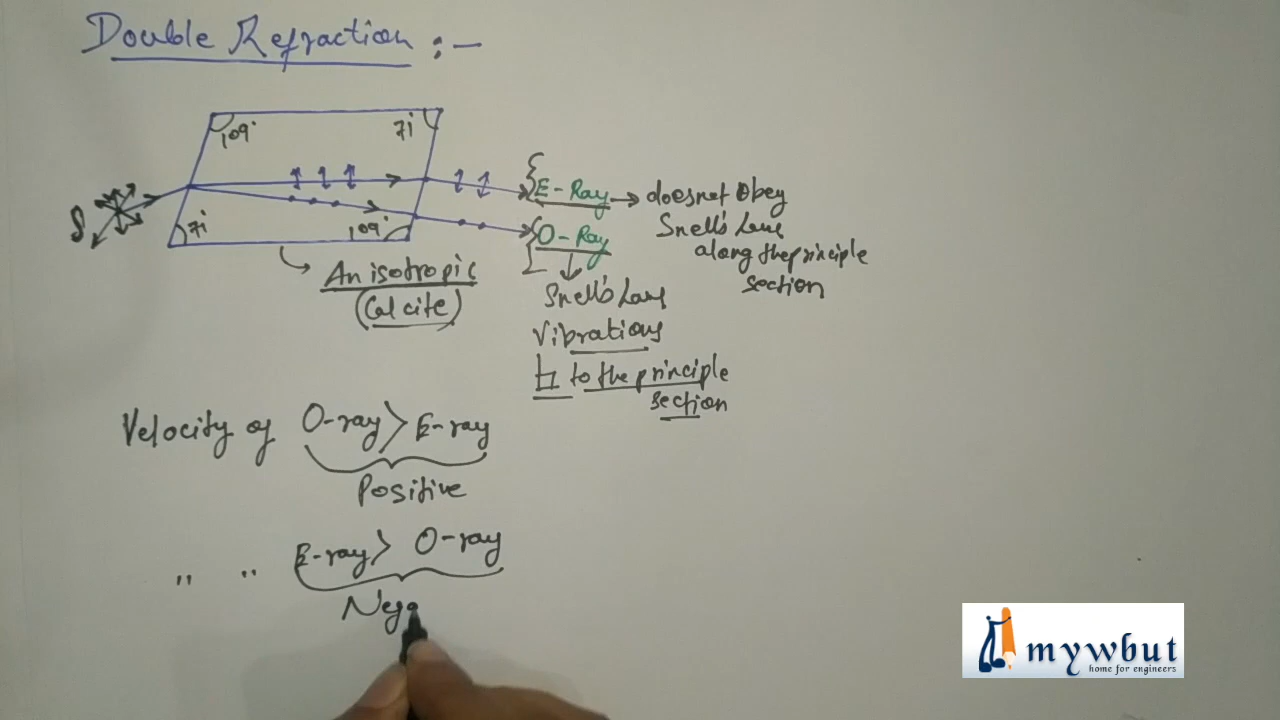 Double Refraction :-
109°
71°
71°
109°
S
E-Ray → doesnot Obey
Snell's Law
along the principle
section
O-Ray
Snell's Law
Vibrations
to the principle
section
Anisotropic
(Calcite)
Velocity of O-ray > E-ray
Positive
" " E-ray > O-ray
Nega
mywbut
home for engineers